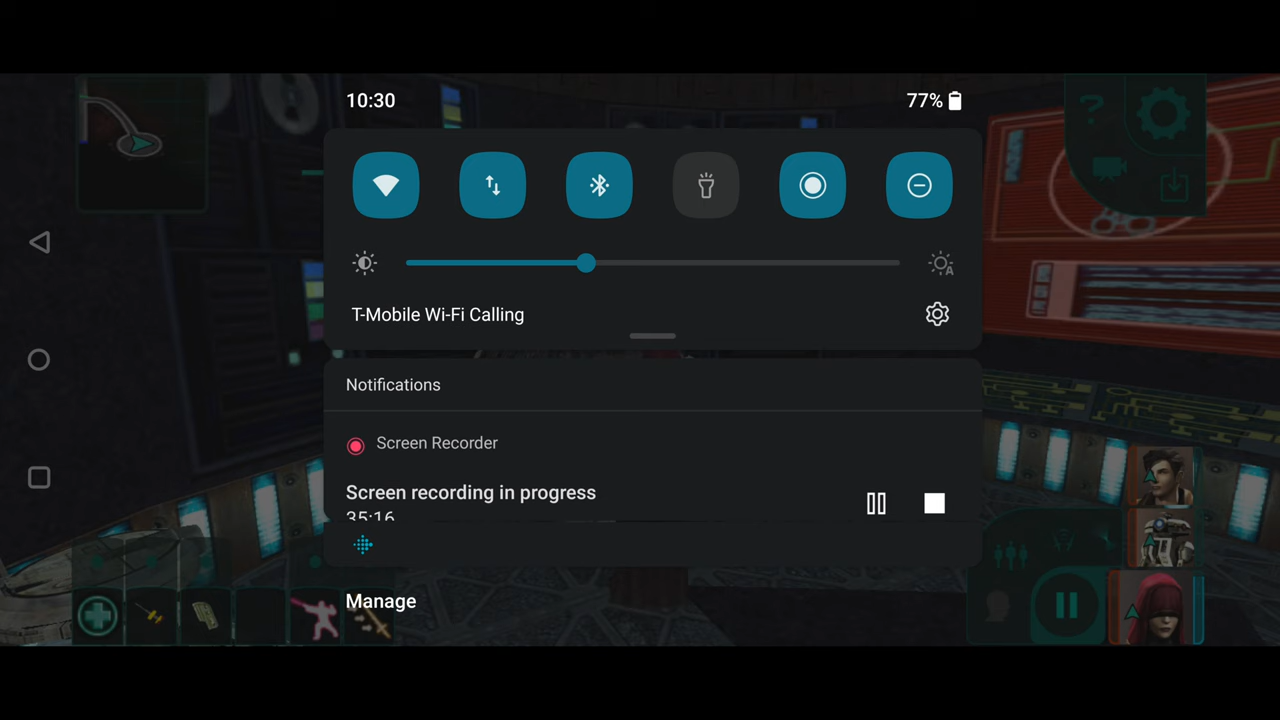 10:30
77%
T-Mobile Wi-Fi Calling
Notifications
Screen Recorder
Screen recording in progress
35:16
Manage